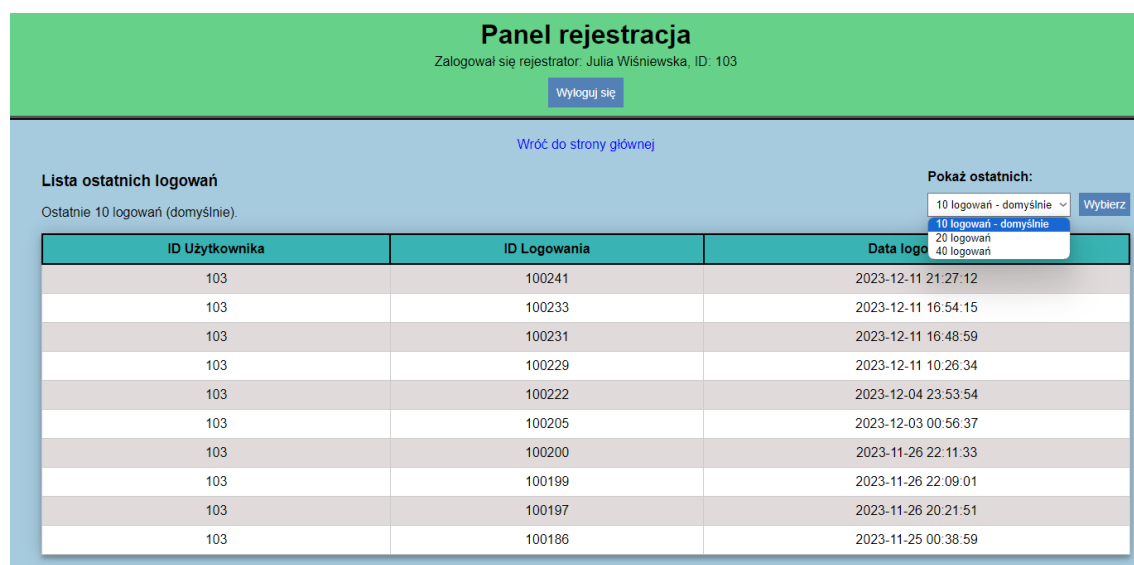 Panel rejestracja
Zalogował się rejestrator: Julia Wiśniewska, ID: 103
Wyloguj się
Wróć do strony głównej
Lista ostatnich logowań
Pokaż ostatnich:
Ostatnie 10 logowań (domyślnie).
10 logowań - domyślnie Wybierz
10 logowań - domyślnie
20 logowań
40 logowań
ID Użytkownika ID Logowania Data
103 100241 2023-12-11 21:27:12
103 100233 2023-12-11 16:54:15
103 100231 2023-12-11 16:48:59
103 100229 2023-12-11 10:26:34
103 100222 2023-12-04 23:53:54
103 100205 2023-12-03 00:56:37
103 100200 2023-11-26 22:11:33
103 100199 2023-11-26 22:09:01
103 100197 2023-11-26 20:21:51
103 100186 2023-11-25 00:38:59